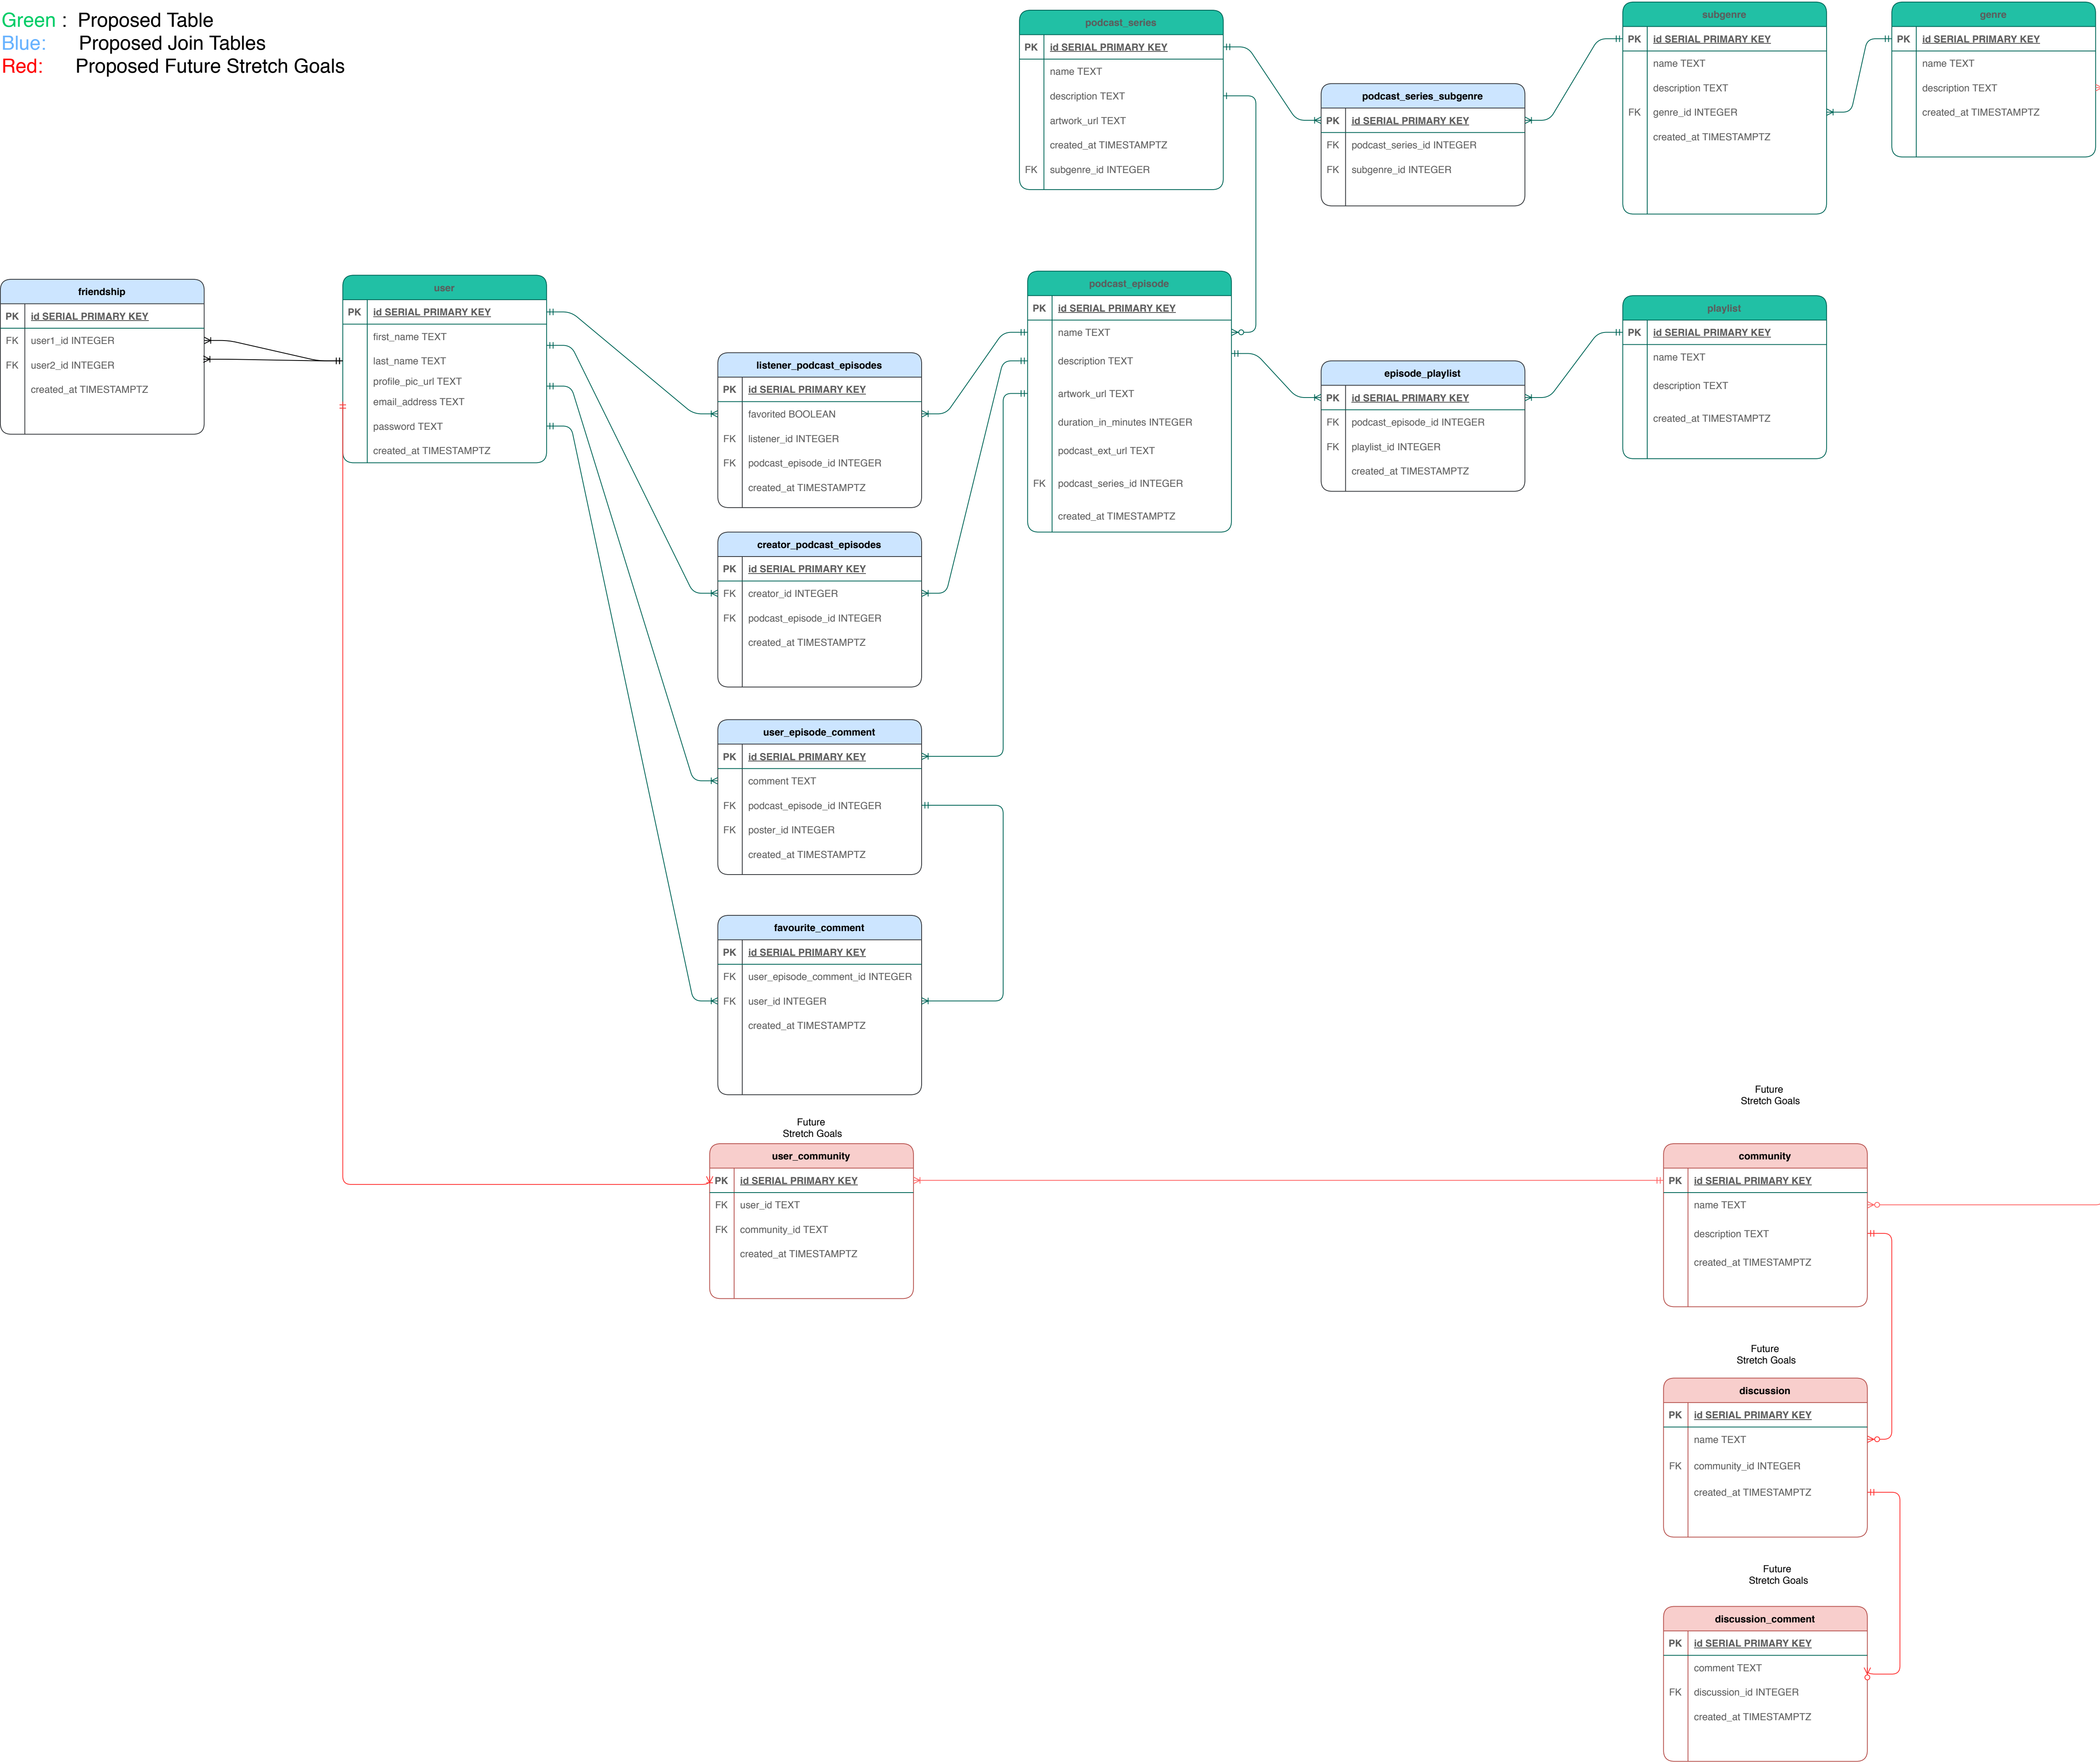 Green : Proposed Table
Blue: Proposed Join Tables
Red: Proposed Future Stretch Goals
podcast_series
PK id SERIAL PRIMARY KEY
name TEXT
description TEXT
artwork_url TEXT
created_at TIMESTAMPTZ
FK subgenre_id INTEGER
podcast_series_subgenre
PK id SERIAL PRIMARY KEY
FK podcast_series_id INTEGER
FK subgenre_id INTEGER
subgenre
PK id SERIAL PRIMARY KEY
name TEXT
description TEXT
FK genre_id INTEGER
created_at TIMESTAMPTZ
genre
PK id SERIAL PRIMARY KEY
name TEXT
description TEXT
created_at TIMESTAMPTZ
friendship
PK id SERIAL PRIMARY KEY
FK user1_id INTEGER
FK user2_id INTEGER
created_at TIMESTAMPTZ
user
PK id SERIAL PRIMARY KEY
first_name TEXT
last_name TEXT
profile_pic_url TEXT
email_address TEXT
password TEXT
created_at TIMESTAMPTZ
listener_podcast_episodes
PK id SERIAL PRIMARY KEY
favorited BOOLEAN
FK listener_id INTEGER
FK podcast_episode_id INTEGER
created_at TIMESTAMPTZ
podcast_episode
PK id SERIAL PRIMARY KEY
name TEXT
description TEXT
artwork_url TEXT
duration_in_minutes INTEGER
podcast_ext_url TEXT
FK podcast_series_id INTEGER
created_at TIMESTAMPTZ
episode_playlist
PK id SERIAL PRIMARY KEY
FK podcast_episode_id INTEGER
FK playlist_id INTEGER
created_at TIMESTAMPTZ
playlist
PK id SERIAL PRIMARY KEY
name TEXT
description TEXT
created_at TIMESTAMPTZ
creator_podcast_episodes
PK id SERIAL PRIMARY KEY
FK creator_id INTEGER
FK podcast_episode_id INTEGER
created_at TIMESTAMPTZ
user_episode_comment
PK id SERIAL PRIMARY KEY
comment TEXT
FK podcast_episode_id INTEGER
FK poster_id INTEGER
created_at TIMESTAMPTZ
favourite_comment
PK id SERIAL PRIMARY KEY
FK user_episode_comment_id INTEGER
FK user_id INTEGER
created_at TIMESTAMPTZ
Future
Stretch Goals
user_community
PK id SERIAL PRIMARY KEY
FK user_id TEXT
FK community_id TEXT
created_at TIMESTAMPTZ
Future
Stretch Goals
community
PK id SERIAL PRIMARY KEY
name TEXT
description TEXT
created_at TIMESTAMPTZ
Future
Stretch Goals
discussion
PK id SERIAL PRIMARY KEY
name TEXT
FK community_id INTEGER
created_at TIMESTAMPTZ
Future
Stretch Goals
discussion_comment
PK id SERIAL PRIMARY KEY
comment TEXT
FK discussion_id INTEGER
created_at TIMESTAMPTZ